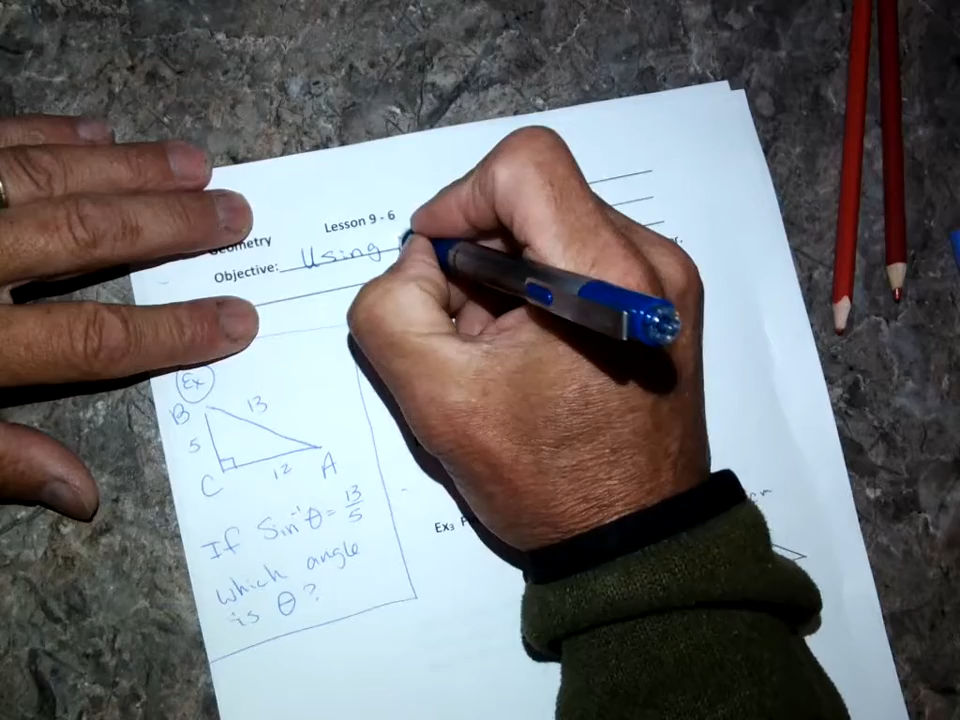 Geometry
Lesson 9 - 6
Objective: Using
Ex
B
13
5
C
12
A
If Sin⁻¹θ = 13/5
which angle
is θ?
Ex₃